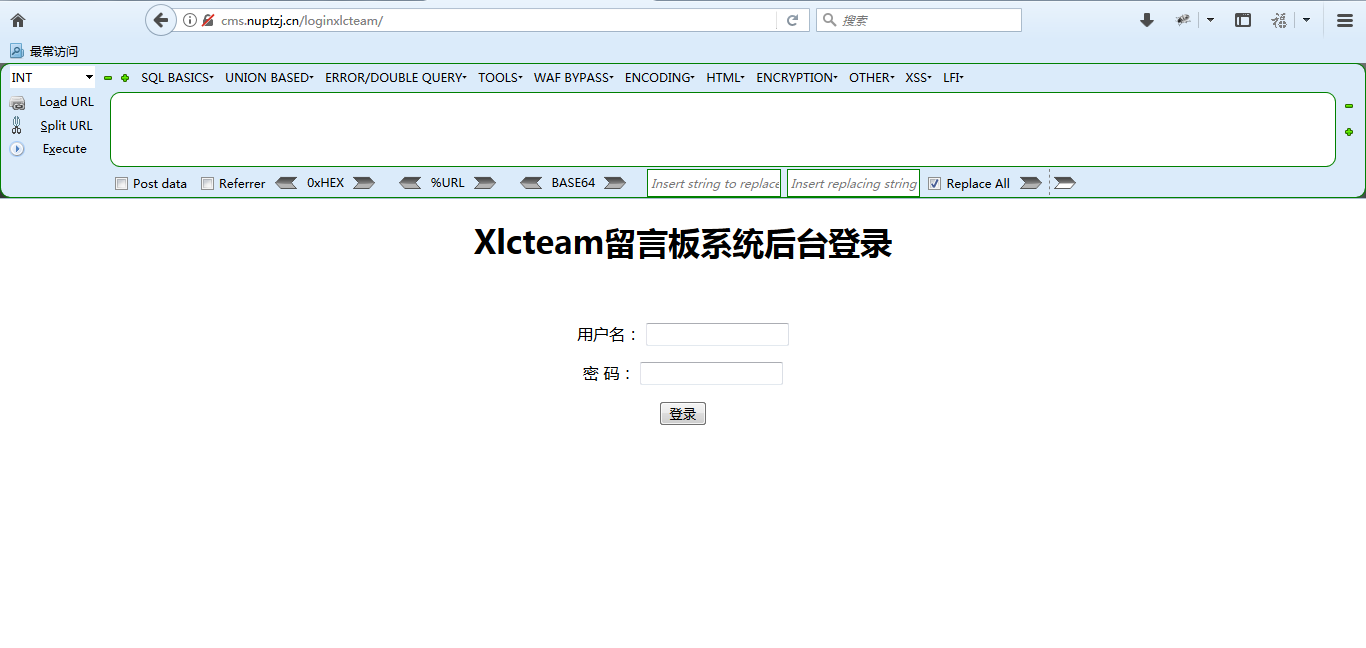 cms.nuptzj.cn/loginxlcteam/
搜索
最常访问
INT SQL BASICS UNION BASED ERROR/DOUBLE QUERY TOOLS WAF BYPASS ENCODING HTML ENCRYPTION OTHER XSS LFI
Load URL
Split URL
Execute
Post data Referrer 0xHEX %URL BASE64 Insert string to replace Insert replacing string Replace All
Xlcteam留言板系统后台登录
用户名：
密 码：
登录